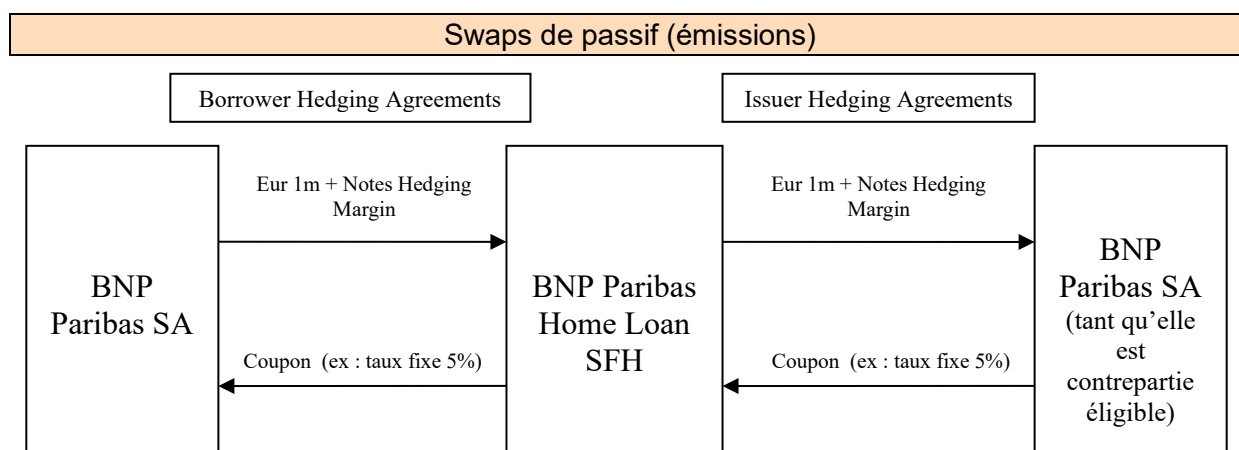 Swaps de passif (émissions)
Borrower Hedging Agreements
Issuer Hedging Agreements
BNP
Paribas SA
Eur 1m + Notes Hedging
Margin
Coupon (ex : taux fixe 5%)
BNP Paribas
Home Loan
SFH
Eur 1m + Notes Hedging
Margin
Coupon (ex : taux fixe 5%)
BNP
Paribas SA
(tant qu’elle
est
contrepartie
éligible)